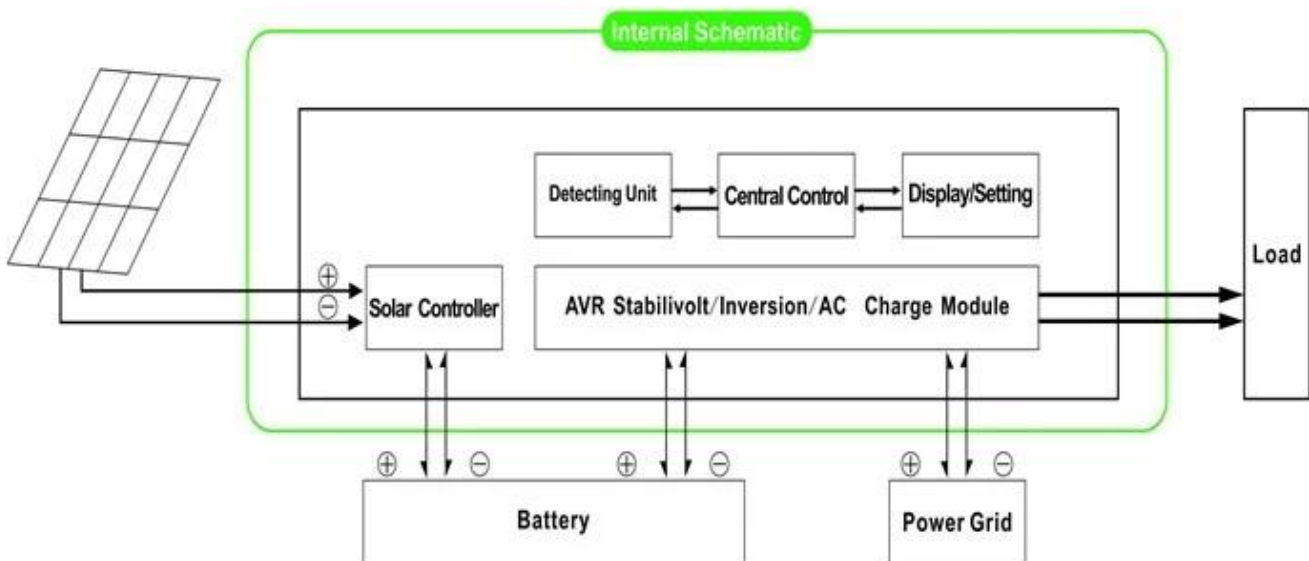 Internal Schematic
Detecting Unit
Central Control
Display/Setting
Load
⊕
⊖
Solar Controller
AVR Stabilivolt/Inversion/AC Charge Module
⊕ ⊖ ⊕ ⊖ ⊕ ⊖
Battery
Power Grid